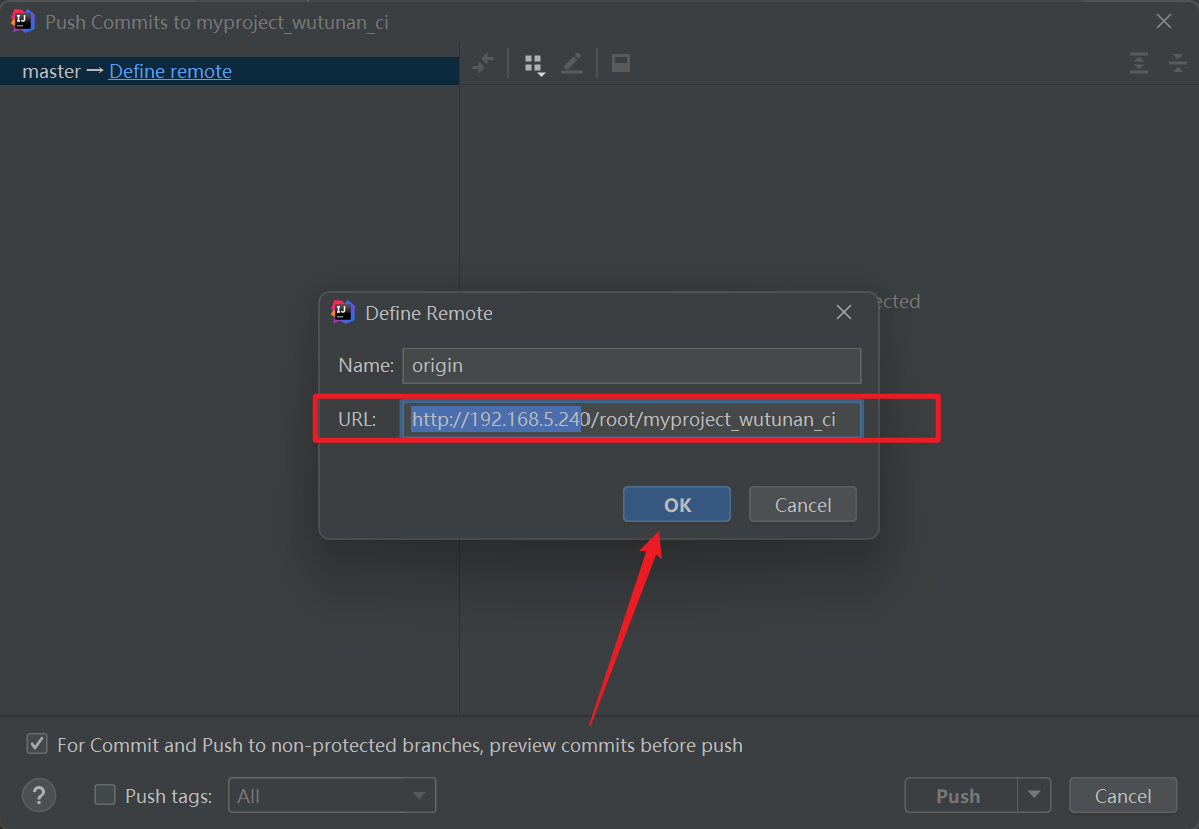 Push Commits to myproject_wutunan_ci
master → Define remote
ected
Define Remote
Name: origin
URL: http://192.168.5.240/root/myproject_wutunan_ci
OK Cancel
For Commit and Push to non-protected branches, preview commits before push
? Push tags: All Push Cancel